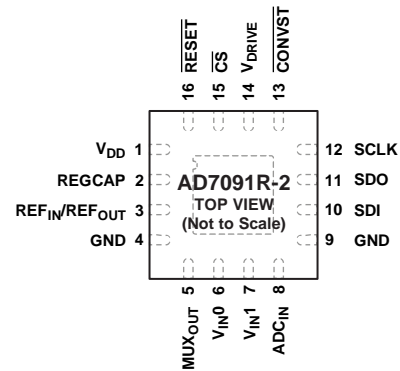 RESET
CS
VDRIVE
CONVST
16
15
14
13
VDD 1
REGCAP 2
REFIN/REFOUT 3
GND 4
AD7091R-2
TOP VIEW
(Not to Scale)
12 SCLK
11 SDO
10 SDI
9 GND
5
6
7
8
MUXOUT
VIN0
VIN1
ADCIN